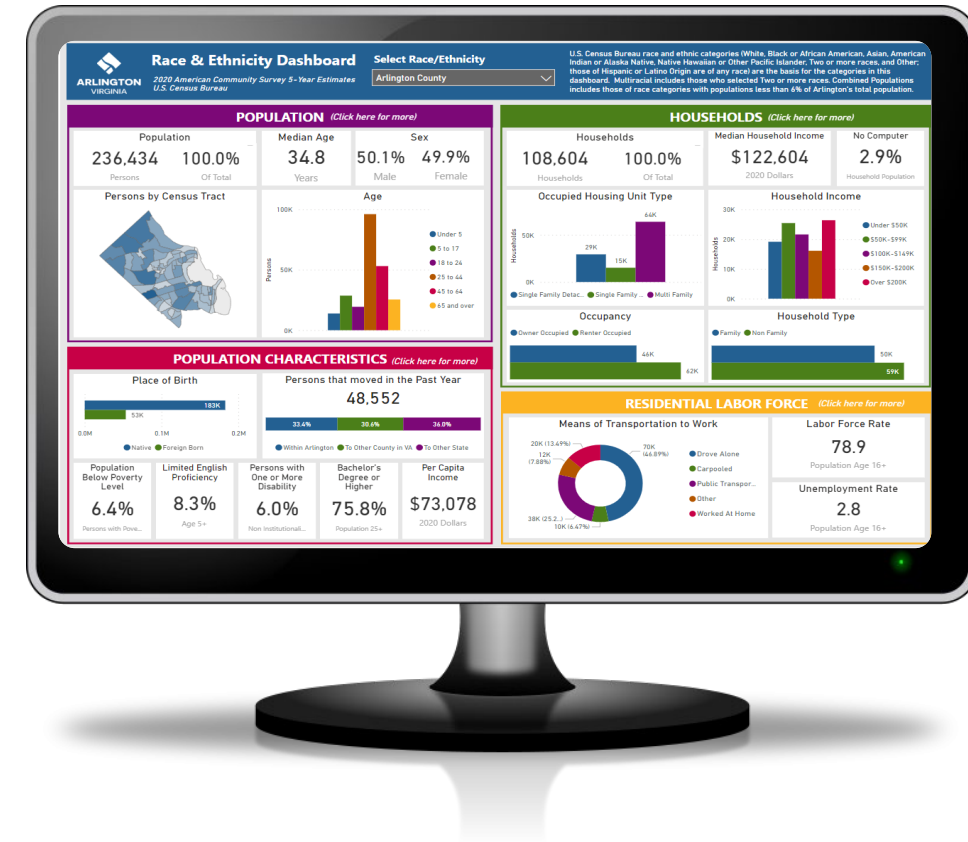 ARLINGTON
VIRGINIA
Race & Ethnicity Dashboard
2020 American Community Survey 5-Year Estimates
U.S. Census Bureau
Select Race/Ethnicity
Arlington County
U.S. Census Bureau race and ethnic categories (White, Black or African American, Asian, American
Indian or Alaska Native, Native Hawaiian or Other Pacific Islander, Two or more races, and Other;
those of Hispanic or Latino Origin are of any race) are the basis for the categories in this
dashboard. Multiracial includes those who selected Two or more races. Combined Populations
includes those of race categories with populations less than 6% of Arlington's total population.
POPULATION (Click here for more)
Population
236,434 100.0%
Persons Of Total
Median Age
34.8
Years
Sex
50.1% 49.9%
Male Female
Persons by Census Tract
Age
100K
50K
0K
Persons
Under 5
5 to 17
18 to 24
25 to 44
45 to 64
65 and over
POPULATION CHARACTERISTICS (Click here for more)
Place of Birth
183K
53K
0.0M 0.1M 0.2M
Native Foreign Born
Persons that moved in the Past Year
48,552
33.4% 30.6% 36.0%
Within Arlington To Other County in VA To Other State
Population
Below Poverty
Level
6.4%
Persons with Pove...
Limited English
Proficiency
8.3%
Age 5+
Persons with
One or More
Disability
6.0%
Non Institutionali...
Bachelor's
Degree or
Higher
75.8%
Population 25+
Per Capita
Income
$73,078
2020 Dollars
HOUSEHOLDS (Click here for more)
Households
108,604 100.0%
Households Of Total
Median Household Income
$122,604
2020 Dollars
No Computer
2.9%
Household Population
Occupied Housing Unit Type
Households
50K
0K
29K
15K
64K
Single Family Detac... Single Family ... Multi Family
Household Income
Households
30K
20K
10K
0K
Under $50K
$50K-$99K
$100K-$149K
$150K-$200K
Over $200K
Occupancy
Owner Occupied Renter Occupied
46K
62K
Household Type
Family Non Family
50K
59K
RESIDENTIAL LABOR FORCE (Click here for more)
Means of Transportation to Work
20K (13.49%)
12K
(7.88%)
38K (25.2...)
10K (6.47%)
70K
(46.89%)
Drove Alone
Carpooled
Public Transpor...
Other
Worked At Home
Labor Force Rate
78.9
Population Age 16+
Unemployment Rate
2.8
Population Age 16+